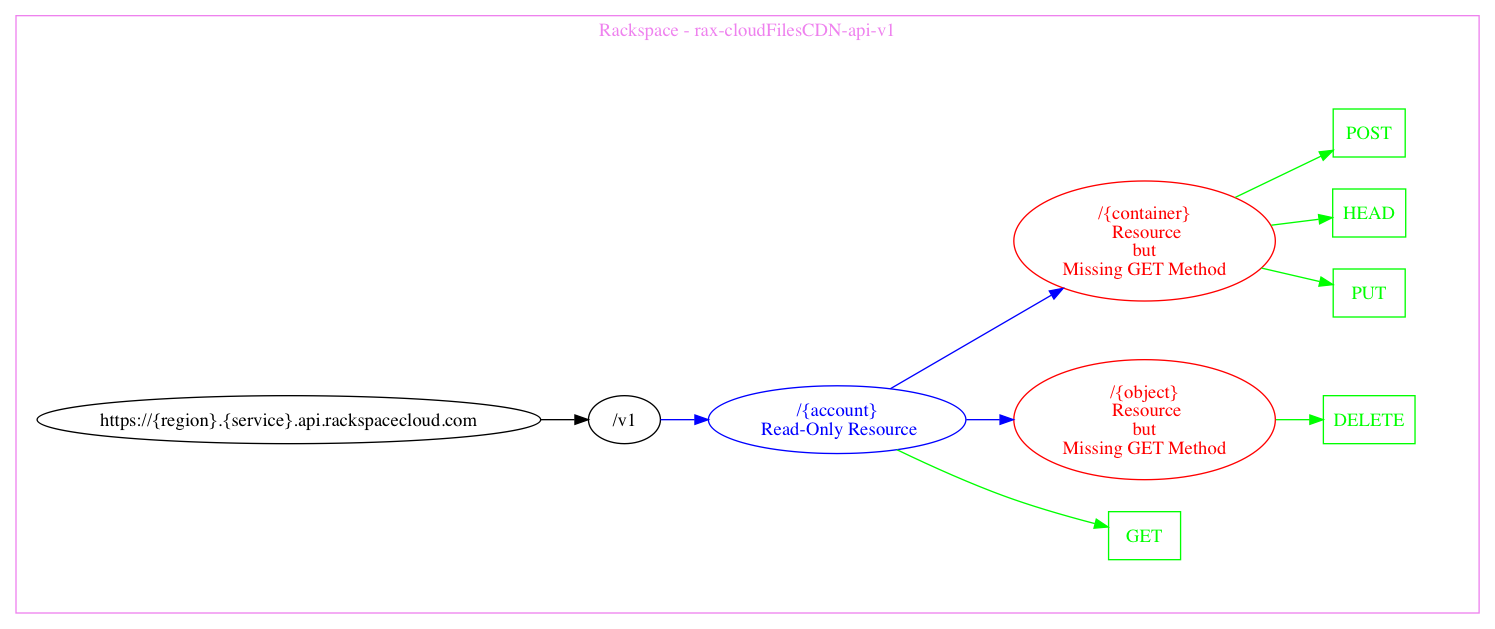 Rackspace - rax-cloudFilesCDN-api-v1
POST
HEAD
PUT
/{container}
Resource
but
Missing GET Method
https://{region}.{service}.api.rackspacecloud.com
/v1
/{account}
Read-Only Resource
/{object}
Resource
but
Missing GET Method
DELETE
GET